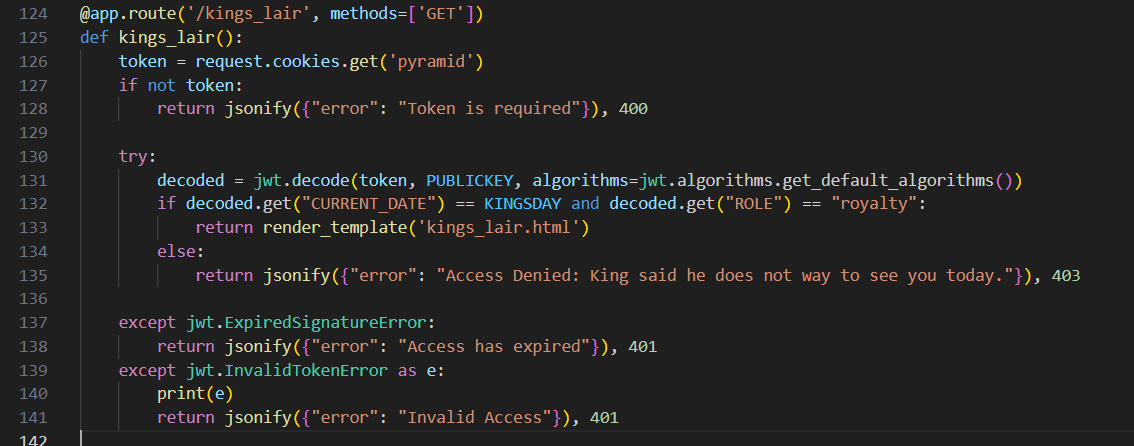 124 @app.route('/kings_lair', methods=['GET'])
125 def kings_lair():
126     token = request.cookies.get('pyramid')
127     if not token:
128         return jsonify({"error": "Token is required"}), 400
129
130     try:
131         decoded = jwt.decode(token, PUBLICKEY, algorithms=jwt.algorithms.get_default_algorithms())
132         if decoded.get("CURRENT_DATE") == KINGSDAY and decoded.get("ROLE") == "royalty":
133             return render_template('kings_lair.html')
134         else:
135             return jsonify({"error": "Access Denied: King said he does not way to see you today."}), 403
136
137     except jwt.ExpiredSignatureError:
138         return jsonify({"error": "Access has expired"}), 401
139     except jwt.InvalidTokenError as e:
140         print(e)
141         return jsonify({"error": "Invalid Access"}), 401
142